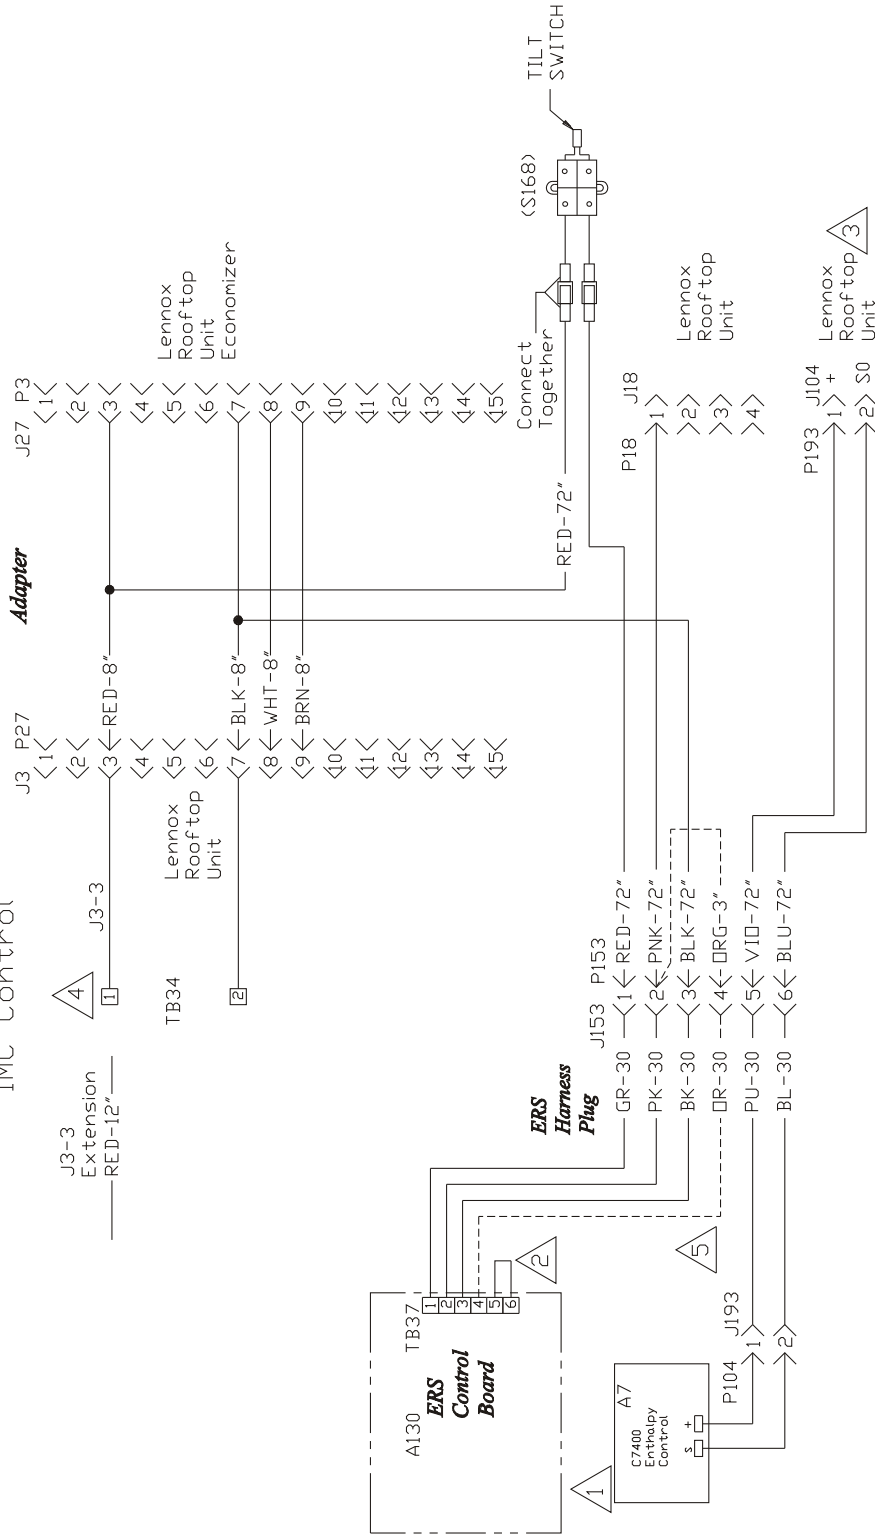 IMC Control
Adapter
J3-3
Extension
RED-12"
4
1
J3-3
TB34
2
Lennox
Rooftop
Unit
J3 P27
1
2
3
4
5
6
7
8
9
10
11
12
13
14
15
RED-8"
BLK-8"
WHT-8"
BRN-8"
J27 P3
1
2
3
4
5
6
7
8
9
10
11
12
13
14
15
Lennox
Rooftop
Unit
Economizer
TILT
SWITCH
(S168)
Connect
Together
RED-72"
P18 J18
1
2
3
4
Lennox
Rooftop
Unit
P193 J104
1 +
2 SO
Lennox
Rooftop
Unit
3
ERS
Harness
Plug
J153 P153
GR-30 1 RED-72"
PK-30 2 PNK-72"
BK-30 3 BLK-72"
OR-30 4 ORG-3"
PU-30 5 VIO-72"
BL-30 6 BLU-72"
5
A130 TB37
ERS
Control
Board
1
2
3
4
5
6
2
1
A7
C7400
Enthalpy
Control
S +
P104 J193
1
2